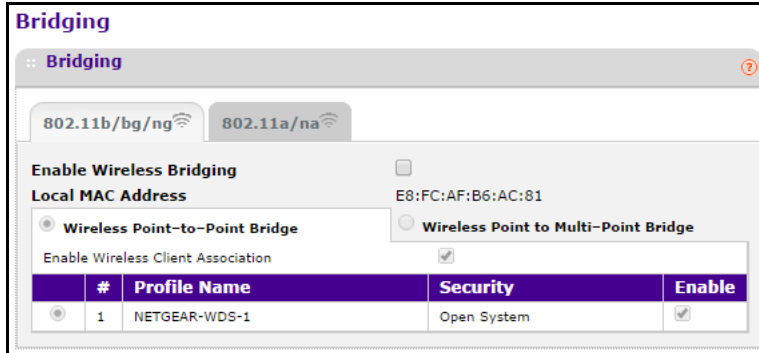 Bridging
:: Bridging ?
802.11b/bg/ng 802.11a/na
Enable Wireless Bridging
Local MAC Address E8:FC:AF:B6:AC:81
Wireless Point-to-Point Bridge Wireless Point to Multi-Point Bridge
Enable Wireless Client Association
# Profile Name Security Enable
1 NETGEAR-WDS-1 Open System